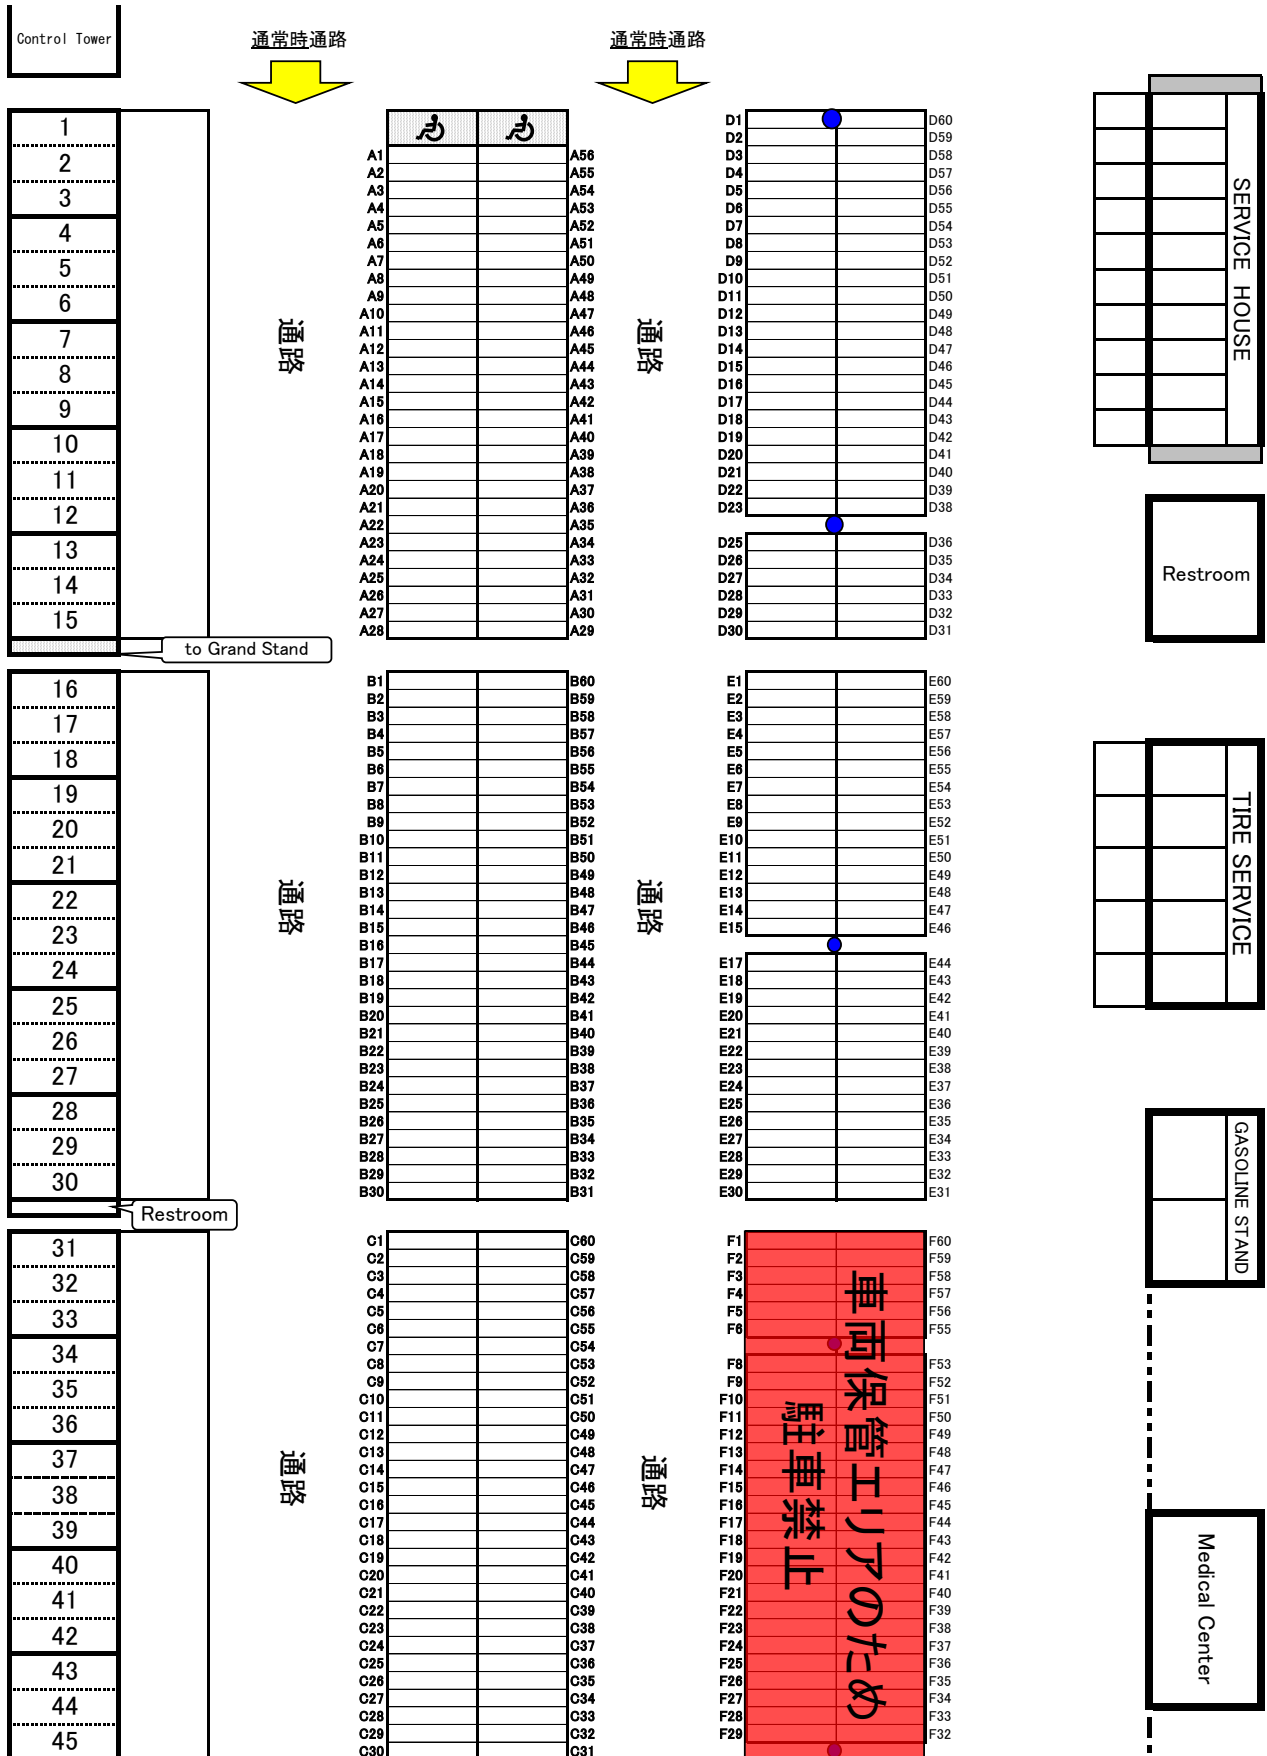 Control Tower
通常時通路
通常時通路
1
2
3
4
5
6
7
8
9
10
11
12
13
14
15
to Grand Stand
16
17
18
19
20
21
22
23
24
25
26
27
28
29
30
Restroom
31
32
33
34
35
36
37
38
39
40
41
42
43
44
45
通路
通路
通路
A1 A56
A2 A55
A3 A54
A4 A53
A5 A52
A6 A51
A7 A50
A8 A49
A9 A48
A10 A47
A11 A46
A12 A45
A13 A44
A14 A43
A15 A42
A16 A41
A17 A40
A18 A39
A19 A38
A20 A37
A21 A36
A22 A35
A23 A34
A24 A33
A25 A32
A26 A31
A27 A30
A28 A29
B1 B60
B2 B59
B3 B58
B4 B57
B5 B56
B6 B55
B7 B54
B8 B53
B9 B52
B10 B51
B11 B50
B12 B49
B13 B48
B14 B47
B15 B46
B16 B45
B17 B44
B18 B43
B19 B42
B20 B41
B21 B40
B22 B39
B23 B38
B24 B37
B25 B36
B26 B35
B27 B34
B28 B33
B29 B32
B30 B31
C1 C60
C2 C59
C3 C58
C4 C57
C5 C56
C6 C55
C7 C54
C8 C53
C9 C52
C10 C51
C11 C50
C12 C49
C13 C48
C14 C47
C15 C46
C16 C45
C17 C44
C18 C43
C19 C42
C20 C41
C21 C40
C22 C39
C23 C38
C24 C37
C25 C36
C26 C35
C27 C34
C28 C33
C29 C32
C30 C31
通路
通路
通路
D1 D60
D2 D59
D3 D58
D4 D57
D5 D56
D6 D55
D7 D54
D8 D53
D9 D52
D10 D51
D11 D50
D12 D49
D13 D48
D14 D47
D15 D46
D16 D45
D17 D44
D18 D43
D19 D42
D20 D41
D21 D40
D22 D39
D23 D38
D25 D36
D26 D35
D27 D34
D28 D33
D29 D32
D30 D31
E1 E60
E2 E59
E3 E58
E4 E57
E5 E56
E6 E55
E7 E54
E8 E53
E9 E52
E10 E51
E11 E50
E12 E49
E13 E48
E14 E47
E15 E46
E17 E44
E18 E43
E19 E42
E20 E41
E21 E40
E22 E39
E23 E38
E24 E37
E25 E36
E26 E35
E27 E34
E28 E33
E29 E32
E30 E31
F1 F60
F2 F59
F3 F58
F4 F57
F5 F56
F6 F55
F8 F53
F9 F52
F10 F51
F11 F50
F12 F49
F13 F48
F14 F47
F15 F46
F16 F45
F17 F44
F18 F43
F19 F42
F20 F41
F21 F40
F22 F39
F23 F38
F24 F37
F25 F36
F26 F35
F27 F34
F28 F33
F29 F32
車両保管エリアのため
駐車禁止
SERVICE HOUSE
Restroom
TIRE SERVICE
GASOLINE STAND
Medical Center